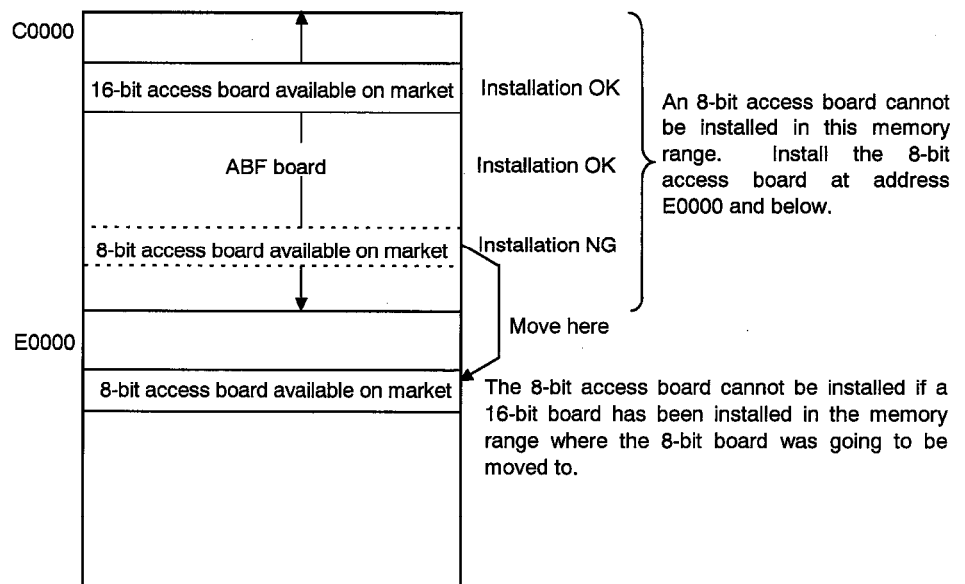 C0000
16-bit access board available on market
Installation OK
ABF board
Installation OK
8-bit access board available on market
Installation NG
An 8-bit access board cannot
be installed in this memory
range. Install the 8-bit
access board at address
E0000 and below.
Move here
E0000
8-bit access board available on market
The 8-bit access board cannot be installed if a
16-bit board has been installed in the memory
range where the 8-bit board was going to be
moved to.